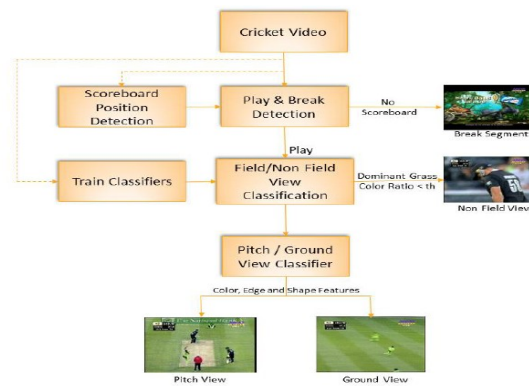 Cricket Video
Scoreboard
Position
Detection
Play & Break
Detection
No
Scoreboard
Break Segment
Play
Train Classifiers
Field/Non Field
View
Classification
Dominant Grass
Color Ratio < th
Non Field View
Pitch / Ground
View Classifier
Color, Edge and Shape Features
Pitch View
Ground View